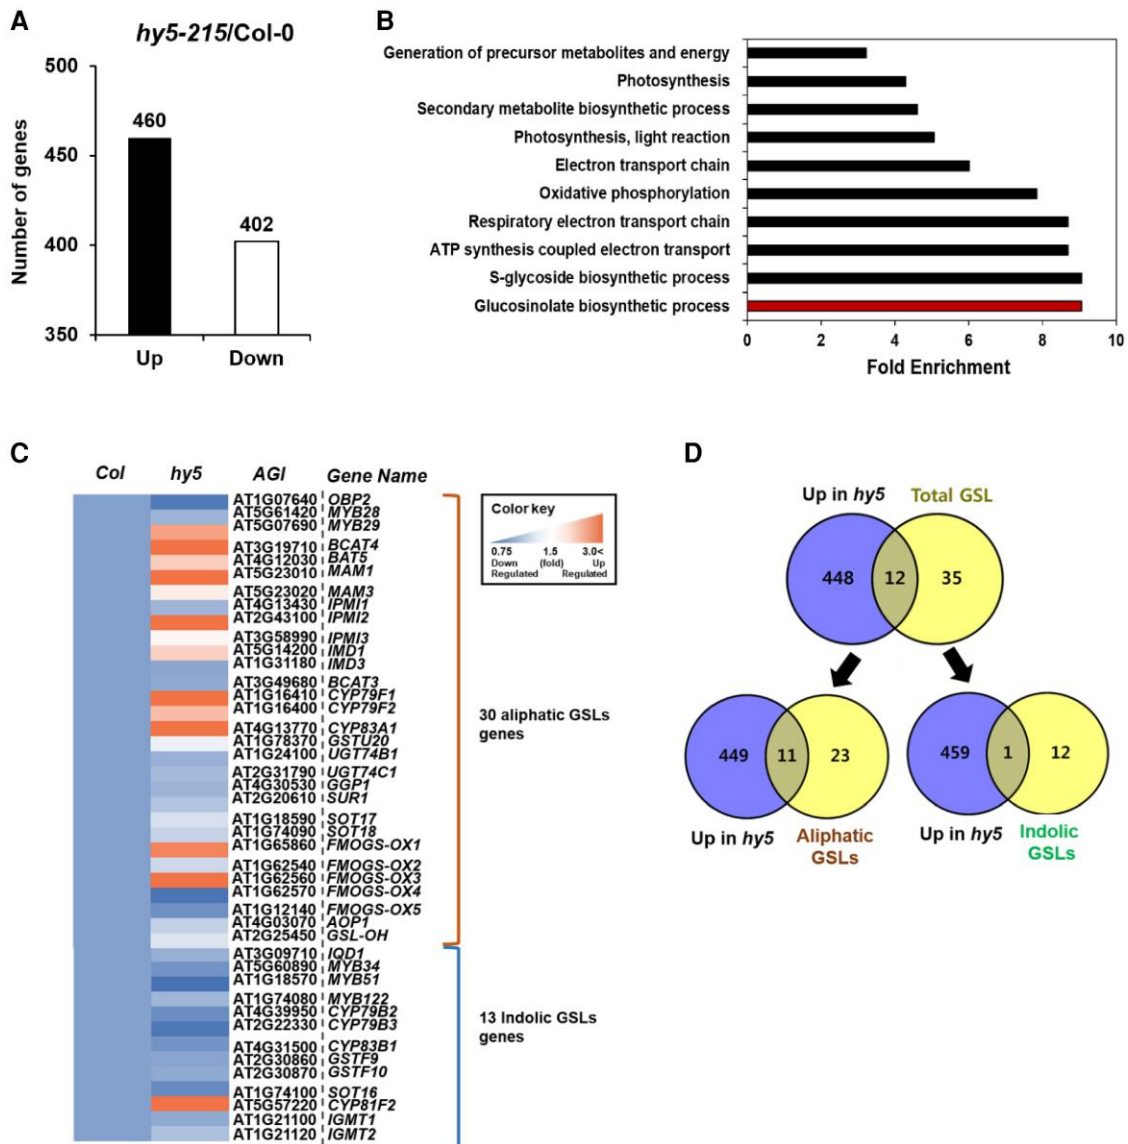 A
hy5-215/Col-0
500
450
400
350
Number of genes
460
402
Up
Down
B
Generation of precursor metabolites and energy
Photosynthesis
Secondary metabolite biosynthetic process
Photosynthesis, light reaction
Electron transport chain
Oxidative phosphorylation
Respiratory electron transport chain
ATP synthesis coupled electron transport
S-glycoside biosynthetic process
Glucosinolate biosynthetic process
0 2 4 6 8 10
Fold Enrichment
C
Col hy5 AGI Gene Name
AT1G07640 OBP2
AT5G61420 MYB28
AT5G07690 MYB29
AT3G19710 BCAT4
AT4G12030 BAT5
AT5G23010 MAM1
AT5G23020 MAM3
AT4G13430 IPMI1
AT2G43100 IPMI2
AT3G58990 IPMI3
AT5G14200 IMD1
AT1G31180 IMD3
AT3G49680 BCAT3
AT1G16410 CYP79F1
AT1G16400 CYP79F2
AT4G13770 CYP83A1
AT1G78370 GSTU20
AT1G24100 UGT74B1
AT2G31790 UGT74C1
AT4G30530 GGP1
AT2G20610 SUR1
AT1G18590 SOT17
AT1G74090 SOT18
AT1G65860 FMOGS-OX1
AT1G62540 FMOGS-OX2
AT1G62560 FMOGS-OX3
AT1G62570 FMOGS-OX4
AT1G12140 FMOGS-OX5
AT4G03070 AOP1
AT2G25450 GSL-OH
AT3G09710 IQD1
AT5G60890 MYB34
AT1G18570 MYB51
AT1G74080 MYB122
AT4G39950 CYP79B2
AT2G22330 CYP79B3
AT4G31500 CYP83B1
AT2G30860 GSTF9
AT2G30870 GSTF10
AT1G74100 SOT16
AT5G57220 CYP81F2
AT1G21100 IGMT1
AT1G21120 IGMT2
Color key
0.75 1.5 3.0<
Down (fold) Up
Regulated Regulated
30 aliphatic GSLs
genes
13 Indolic GSLs
genes
D
Up in hy5 Total GSL
448 12 35
449 11 23
Up in hy5 Aliphatic
GSLs
459 1 12
Up in hy5 Indolic
GSLs